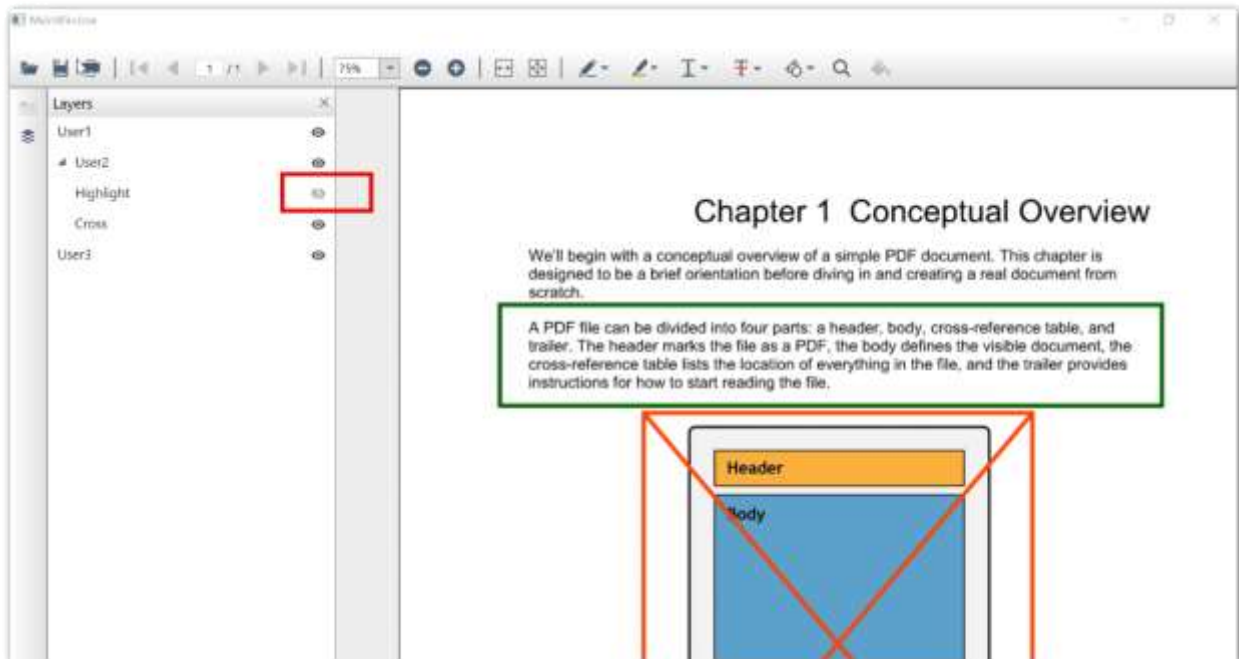 MainWindow
1 / 1
75%
Layers
User1
User2
Highlight
Cross
User3
Chapter 1 Conceptual Overview
We'll begin with a conceptual overview of a simple PDF document. This chapter is
designed to be a brief orientation before diving in and creating a real document from
scratch.
A PDF file can be divided into four parts: a header, body, cross-reference table, and
trailer. The header marks the file as a PDF, the body defines the visible document, the
cross-reference table lists the location of everything in the file, and the trailer provides
instructions for how to start reading the file.
Header
Body